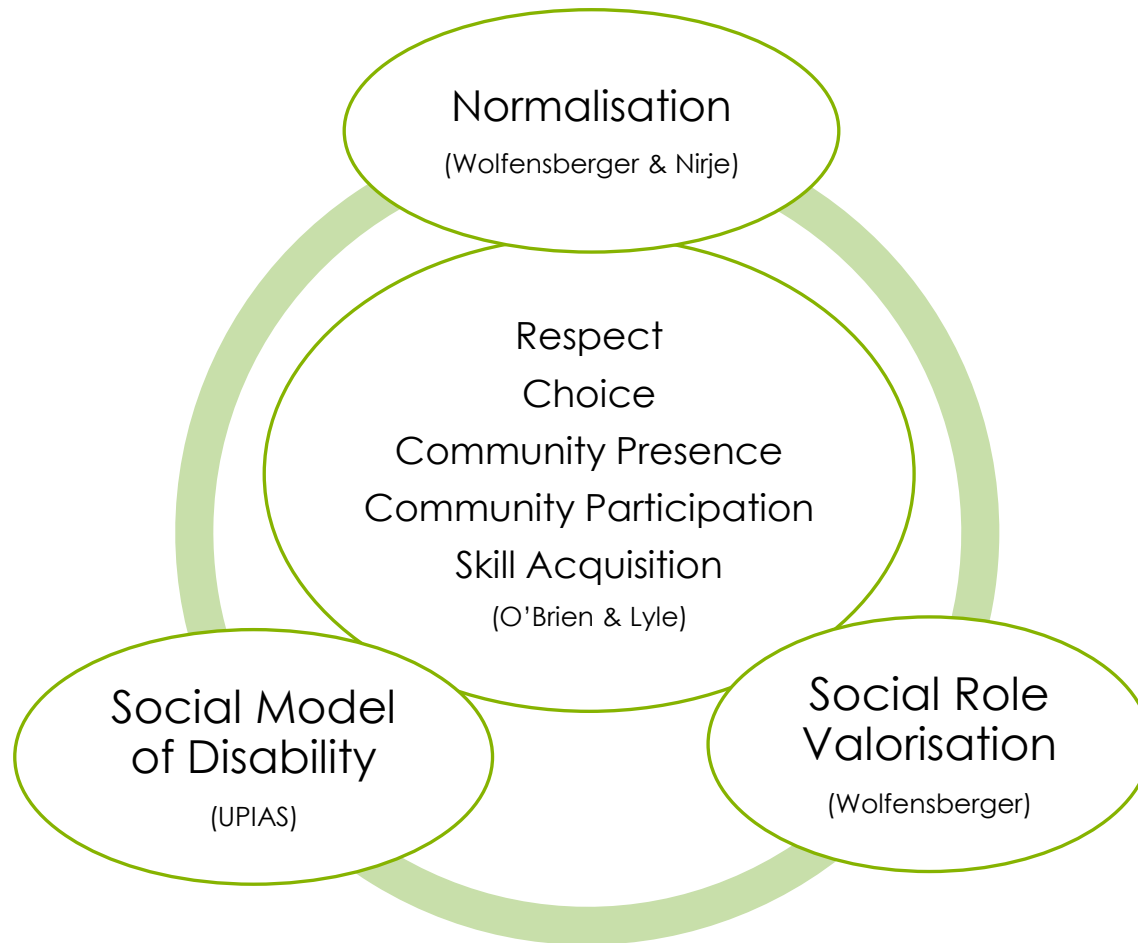 Normalisation
(Wolfensberger & Nirje)
Respect
Choice
Community Presence
Community Participation
Skill Acquisition
(O’Brien & Lyle)
Social Model
of Disability
(UPIAS)
Social Role
Valorisation
(Wolfensberger)